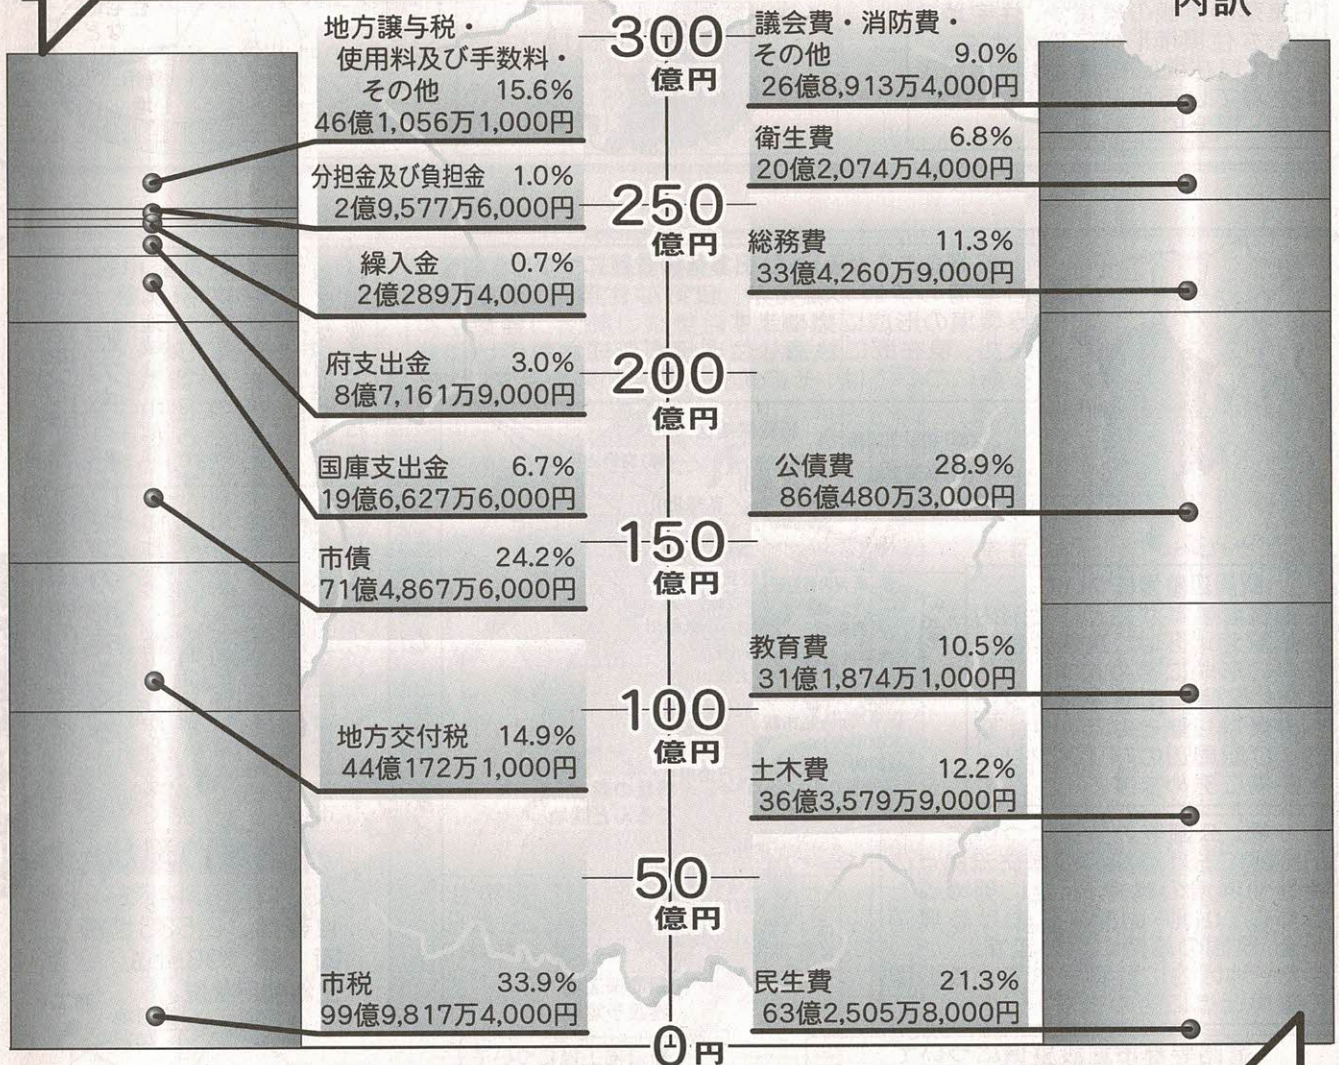 内訳
地方譲与税・
使用料及び手数料・
その他 15.6%
46億1,056万1,000円
分担金及び負担金 1.0%
2億9,577万6,000円
繰入金 0.7%
2億289万4,000円
府支出金 3.0%
8億7,161万9,000円
国庫支出金 6.7%
19億6,627万6,000円
市債 24.2%
71億4,867万6,000円
地方交付税 14.9%
44億172万1,000円
市税 33.9%
99億9,817万4,000円
300
億円
250
億円
200
億円
150
億円
100
億円
50
億円
0円
議会費・消防費・
その他 9.0%
26億8,913万4,000円
衛生費 6.8%
20億2,074万4,000円
総務費 11.3%
33億4,260万9,000円
公債費 28.9%
86億480万3,000円
教育費 10.5%
31億1,874万1,000円
土木費 12.2%
36億3,579万9,000円
民生費 21.3%
63億2,505万8,000円